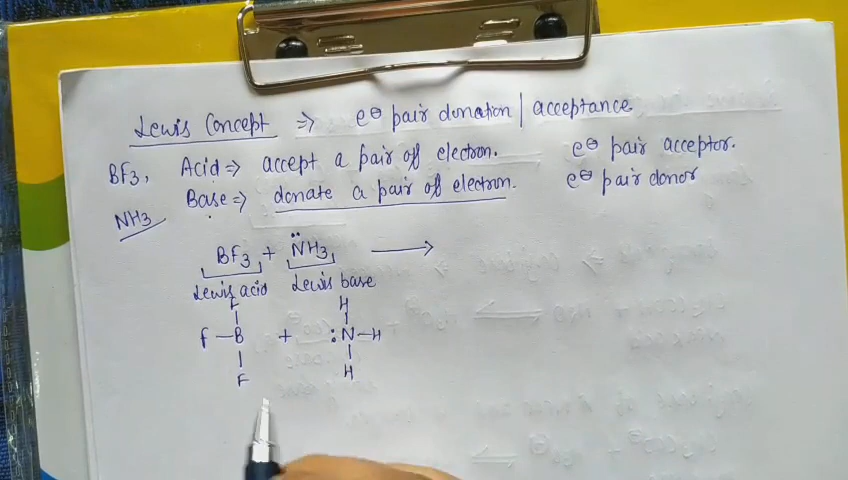 Lewis Concept ⇒ e⊖ pair donation | acceptance
BF3, Acid ⇒ accept a pair of electron. e⊖ pair acceptor.
NH3 Base ⇒ donate a pair of electron. e⊖ pair donor
BF3 + N̈H3 ⟶
Lewis acid Lewis base
F H
F—B + :N—H
F H